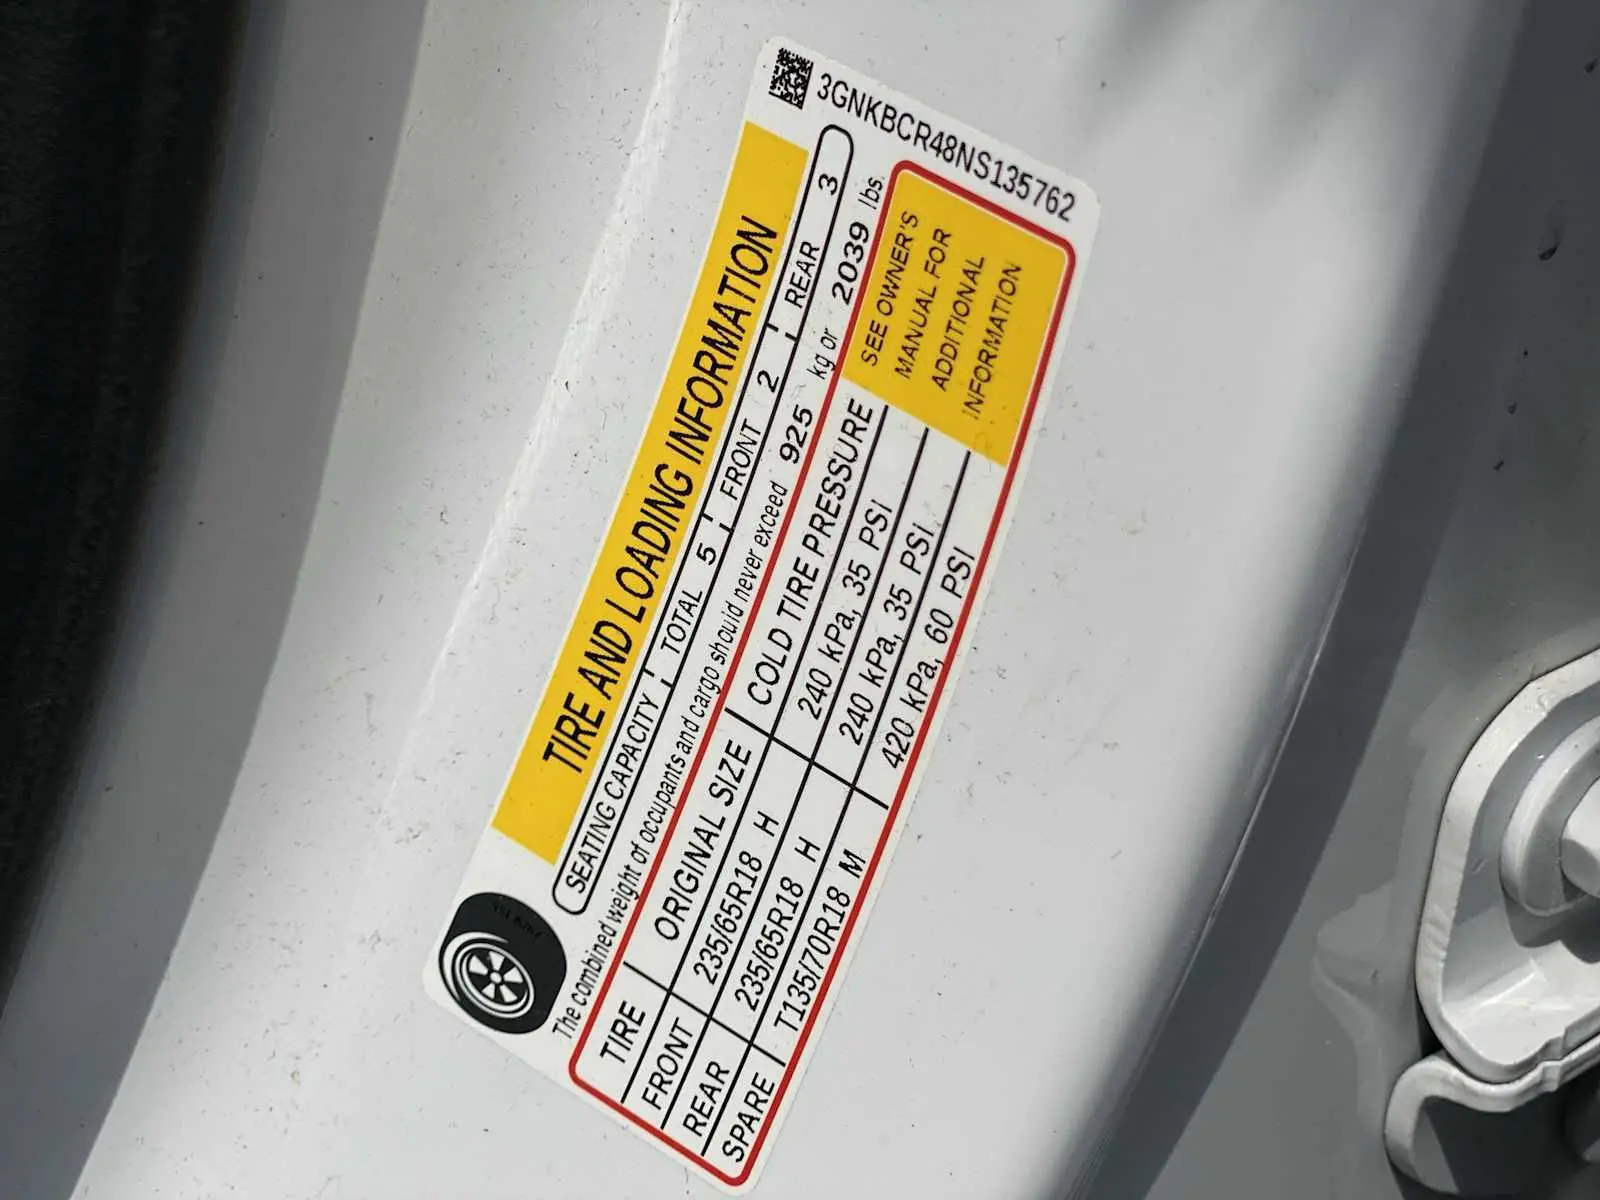 3GNKBCR48NS135762
TIRE AND LOADING INFORMATION
SEATING CAPACITY TOTAL 5 FRONT 2 REAR 3
The combined weight of occupants and cargo should never exceed 925 kg or 2039 lbs.
TIRE ORIGINAL SIZE COLD TIRE PRESSURE
FRONT 235/65R18 H 240 kPa, 35 PSI
REAR 235/65R18 H 240 kPa, 35 PSI
SPARE T135/70R18 M 420 kPa, 60 PSI
SEE OWNER'S
MANUAL FOR
ADDITIONAL
INFORMATION